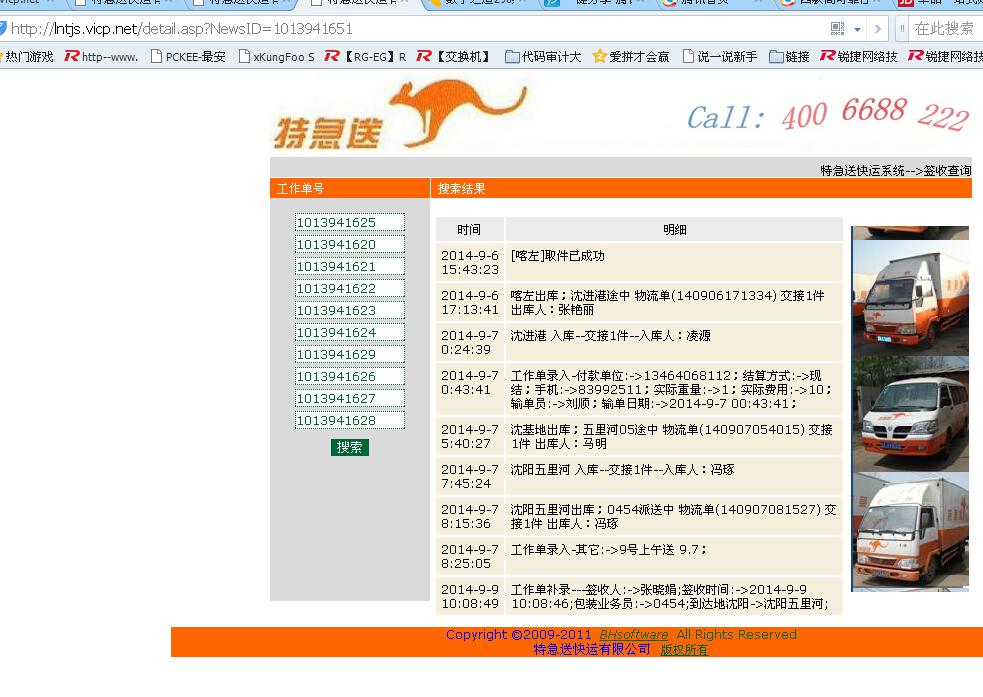 http://lntjs.vicp.net/detail.asp?NewsID=1013941651
在此搜索
热门游戏 http--www. PCKEE-最安 xKungFoo S 【RG-EG】R 【交换机】 代码审计大 爱拼才会赢 说一说新手 链接 锐捷网络技 锐捷网络技
特急送
Call: 400 6688 222
特急送快运系统-->签收查询
工作单号
搜索结果
1013941625
1013941620
1013941621
1013941622
1013941623
1013941624
1013941629
1013941626
1013941627
1013941628
搜索
时间 明细
2014-9-6 15:43:23 [喀左]取件已成功
2014-9-6 17:13:41 喀左出库；沈进港途中 物流单(140906171334) 交接1件
出库人：张艳丽
2014-9-7 0:24:39 沈进港 入库--交接1件--入库人：凌源
2014-9-7 0:43:41 工作单录入-付款单位:->13464068112；结算方式:->现
结；手机:->83992511；实际重量:->1；实际费用:->10；
输单员:->刘顺；输单日期:->2014-9-7 00:43:41；
2014-9-7 5:40:27 沈基地出库；五里河05途中 物流单(140907054015) 交接
1件 出库人：马明
2014-9-7 7:45:24 沈阳五里河 入库--交接1件--入库人：冯琢
2014-9-7 8:15:36 沈阳五里河出库；0454派送中 物流单(140907081527) 交
接1件 出库人：冯琢
2014-9-7 8:25:05 工作单录入-其它:->9号上午送 9.7；
2014-9-9 10:08:49 工作单补录---签收人:->张晓娟;签收时间:->2014-9-9
10:08:46;包装业务员:->0454;到达地沈阳->沈阳五里河;
Copyright ©2009-2011 BHsoftware All Rights Reserved
特急送快运有限公司 版权所有